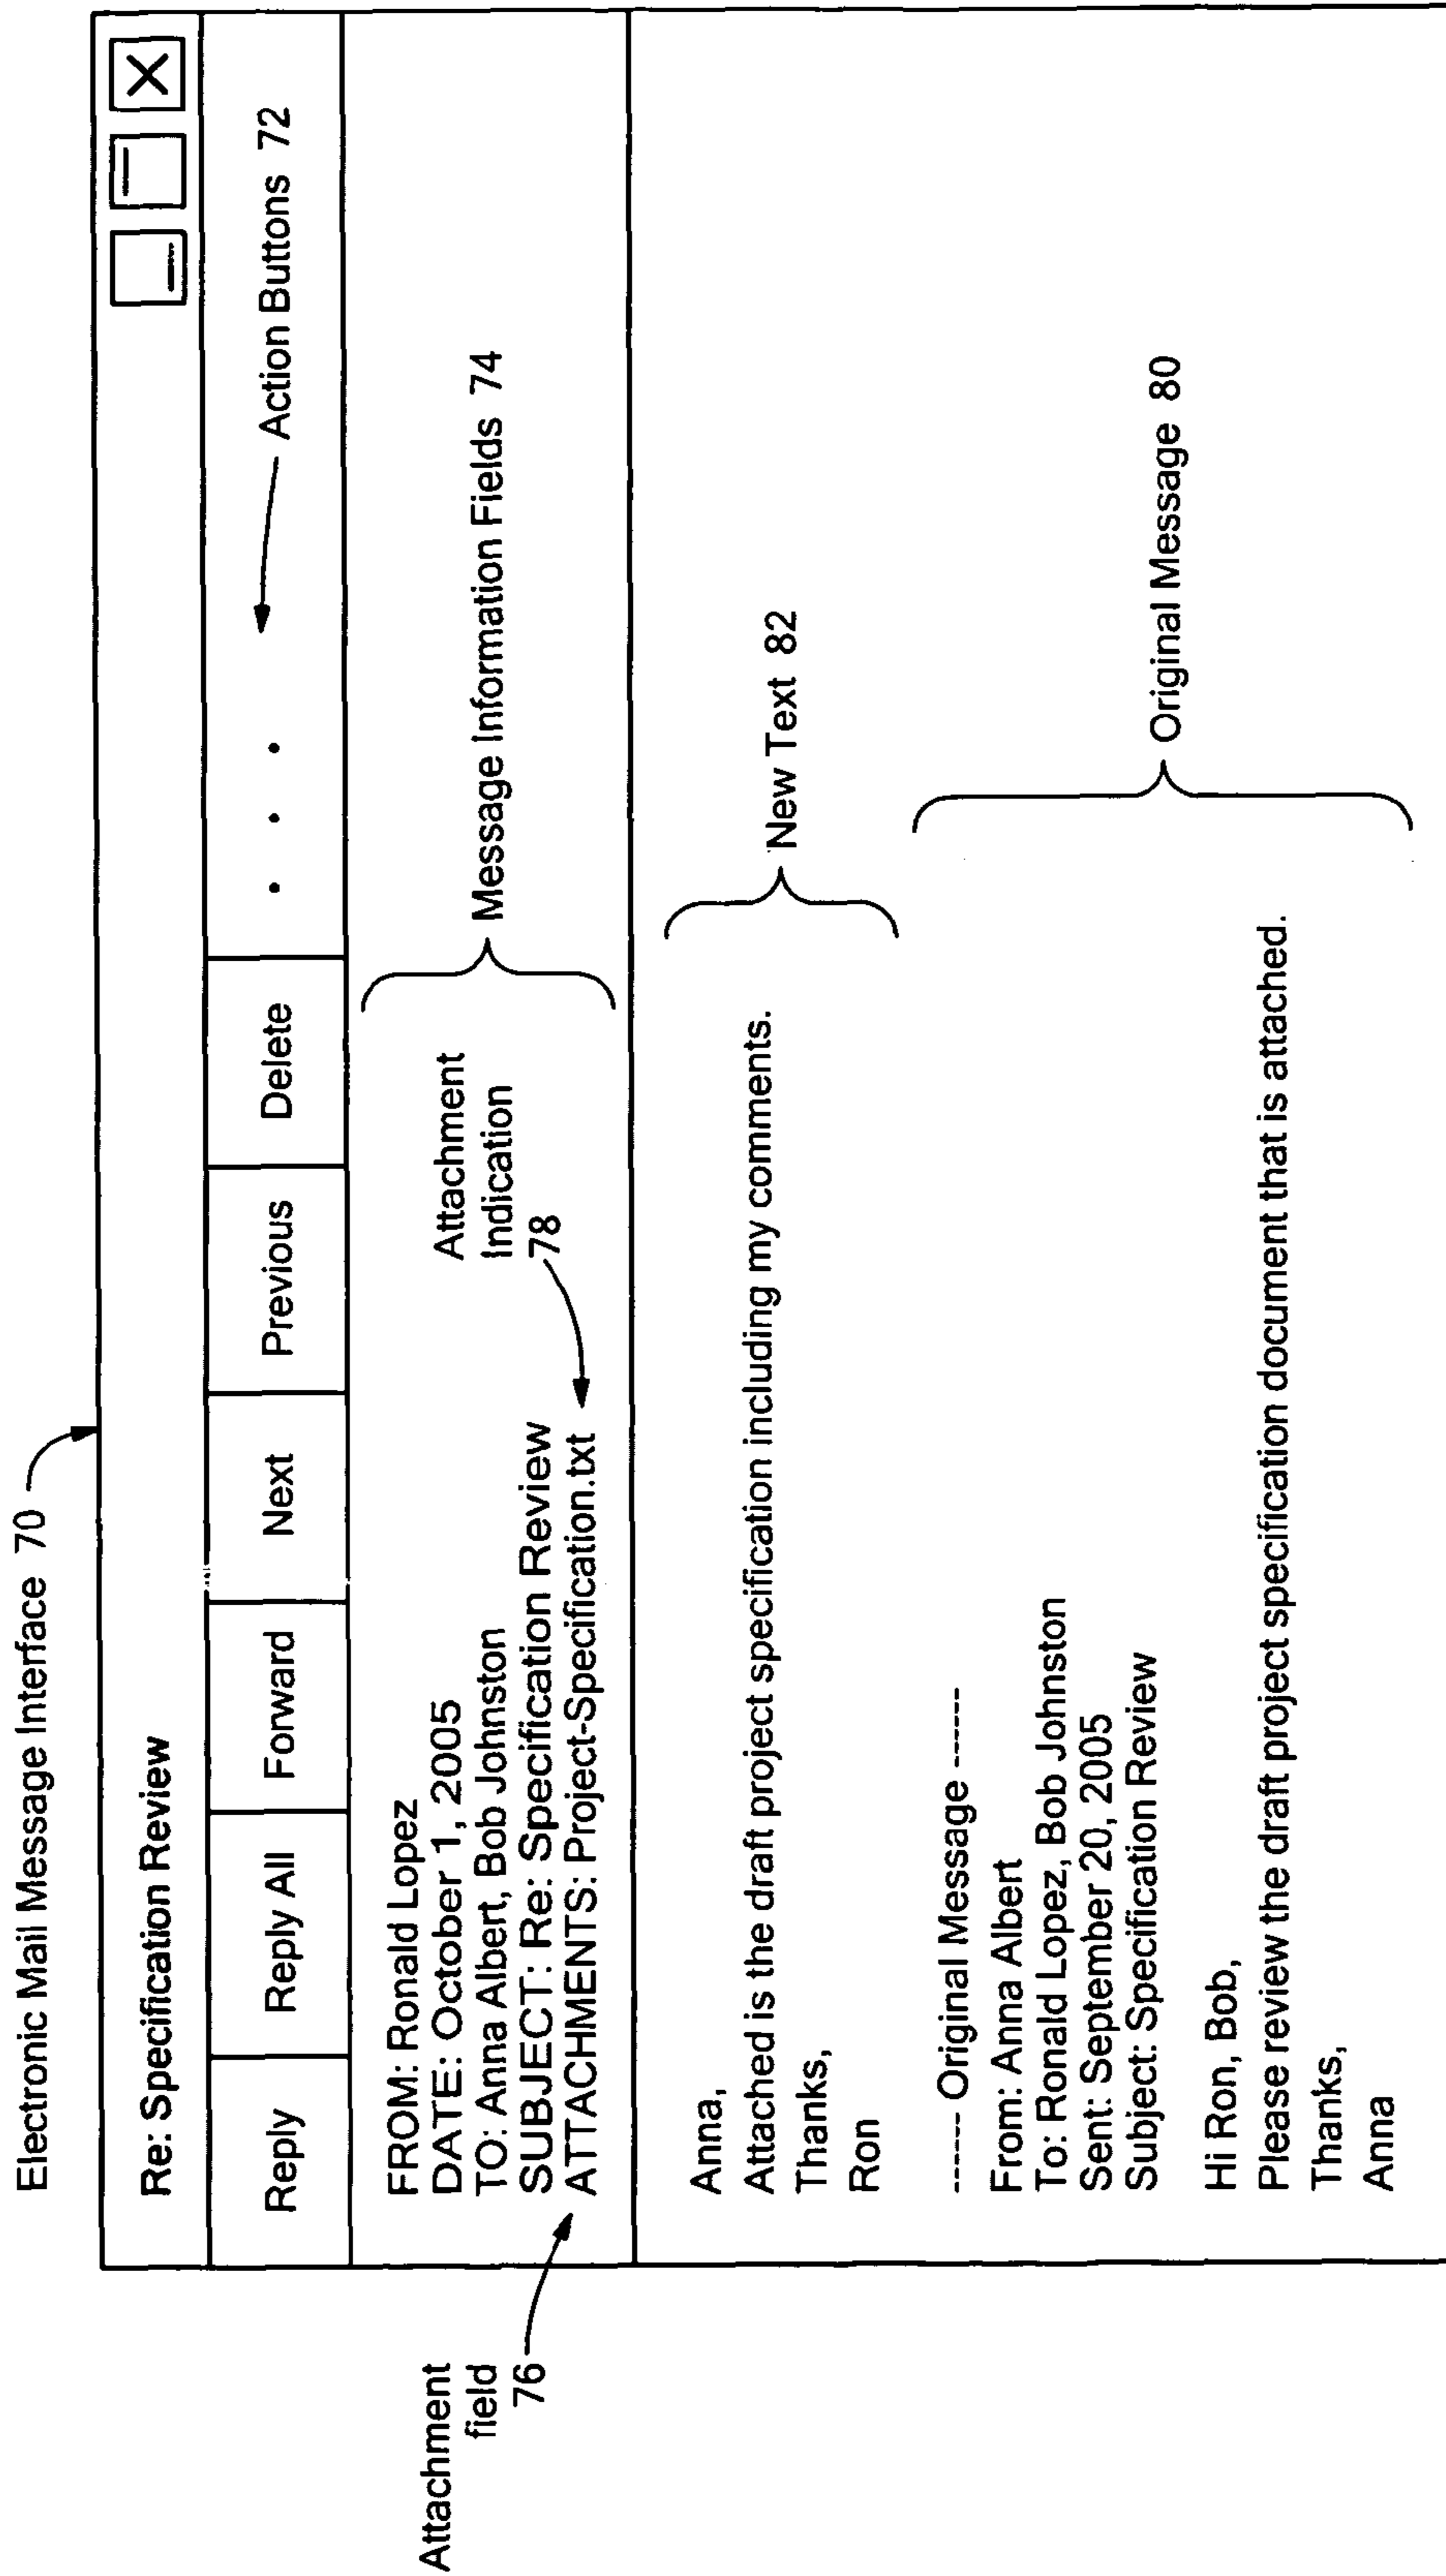 Electronic Mail Message Interface 70
Re: Specification Review
Reply Reply All Forward Next Previous Delete . . .
Action Buttons 72
FROM: Ronald Lopez
DATE: October 1, 2005
TO: Anna Albert, Bob Johnston
SUBJECT: Re: Specification Review
ATTACHMENTS: Project-Specification.txt
Attachment
field
76
Attachment
Indication
78
Message Information Fields 74
Anna,
Attached is the draft project specification including my comments.
Thanks,
Ron
New Text 82
------ Original Message ------
From: Anna Albert
To: Ronald Lopez, Bob Johnston
Sent: September 20, 2005
Subject: Specification Review
Hi Ron, Bob,
Please review the draft project specification document that is attached.
Thanks,
Anna
Original Message 80